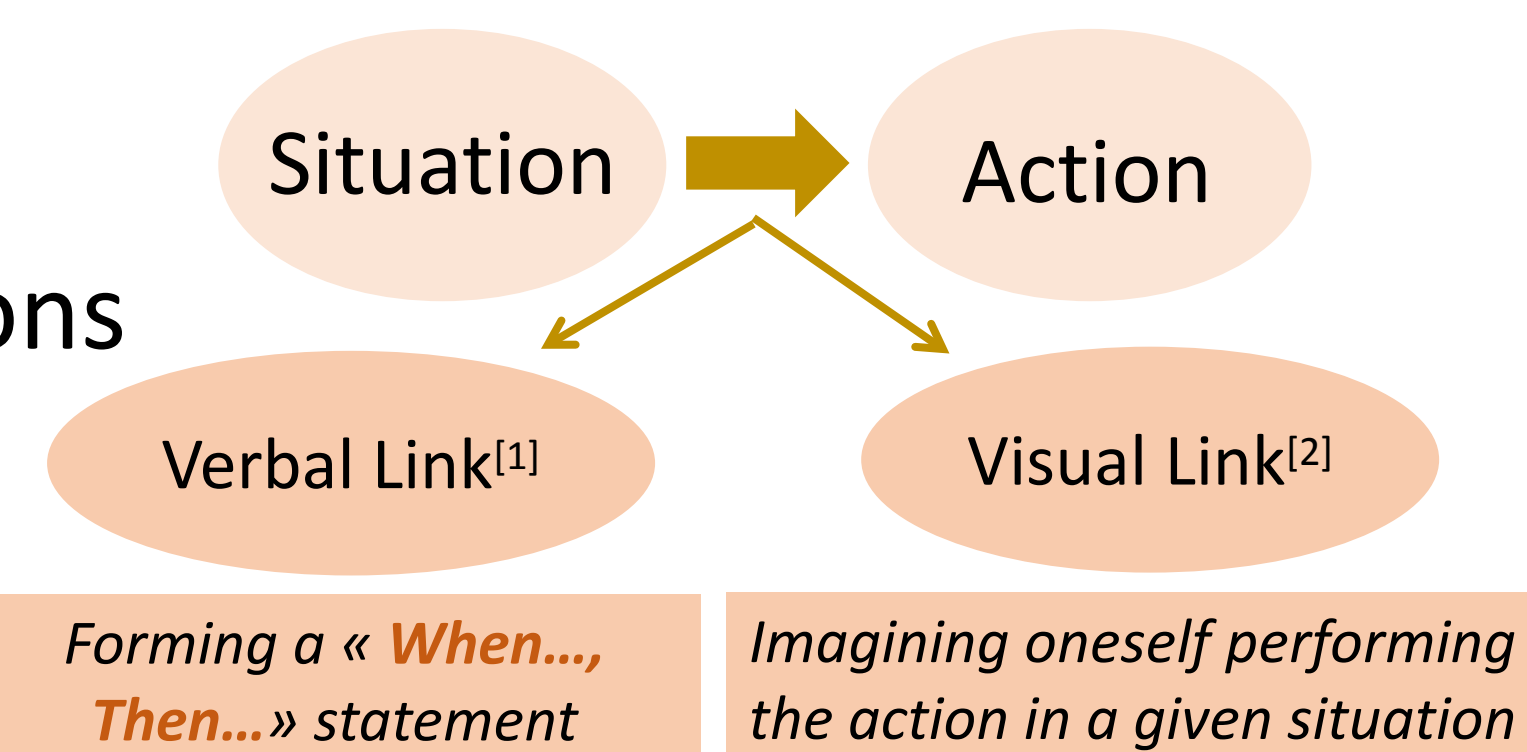 Situation
Action
ons
Verbal Link[1]
Visual Link[2]
Forming a « When…,
Then…» statement
Imagining oneself performing
the action in a given situation